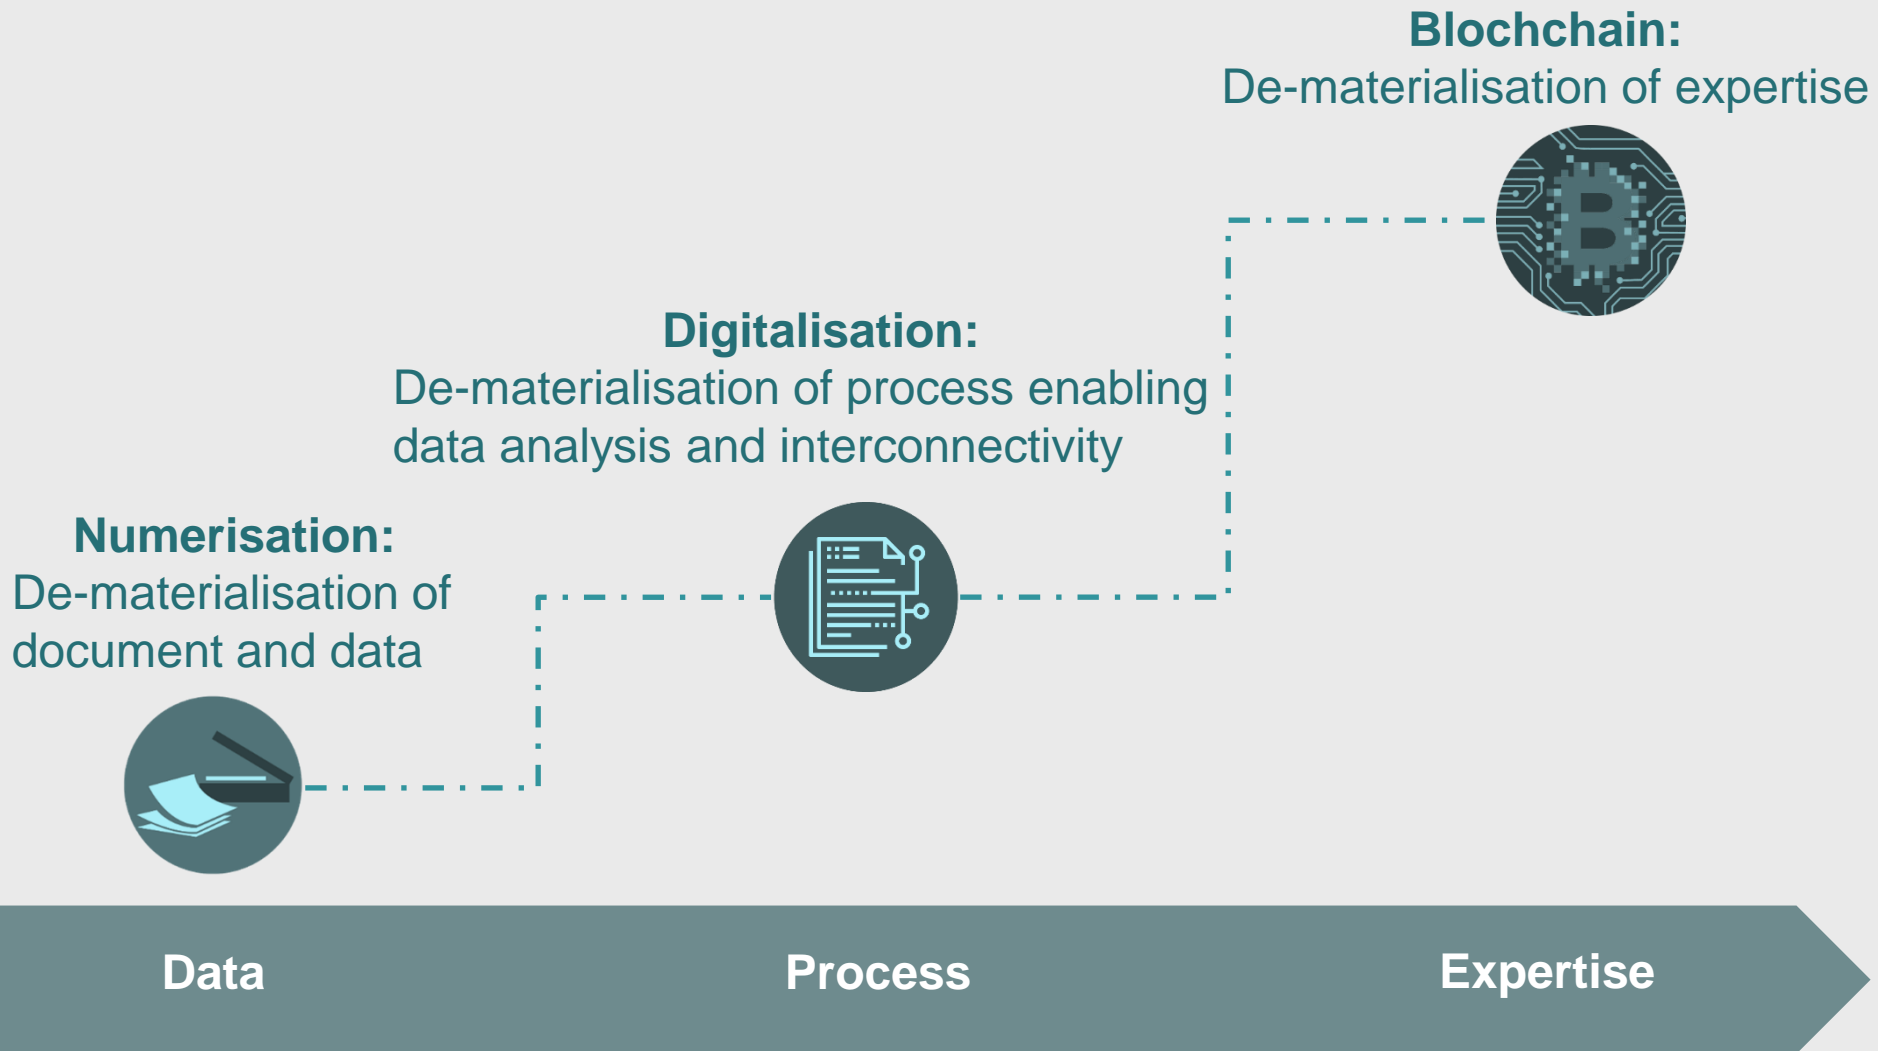 Blochchain:
De-materialisation of expertise
Digitalisation:
De-materialisation of process enabling
data analysis and interconnectivity
Numerisation:
De-materialisation of
document and data
Data
Process
Expertise